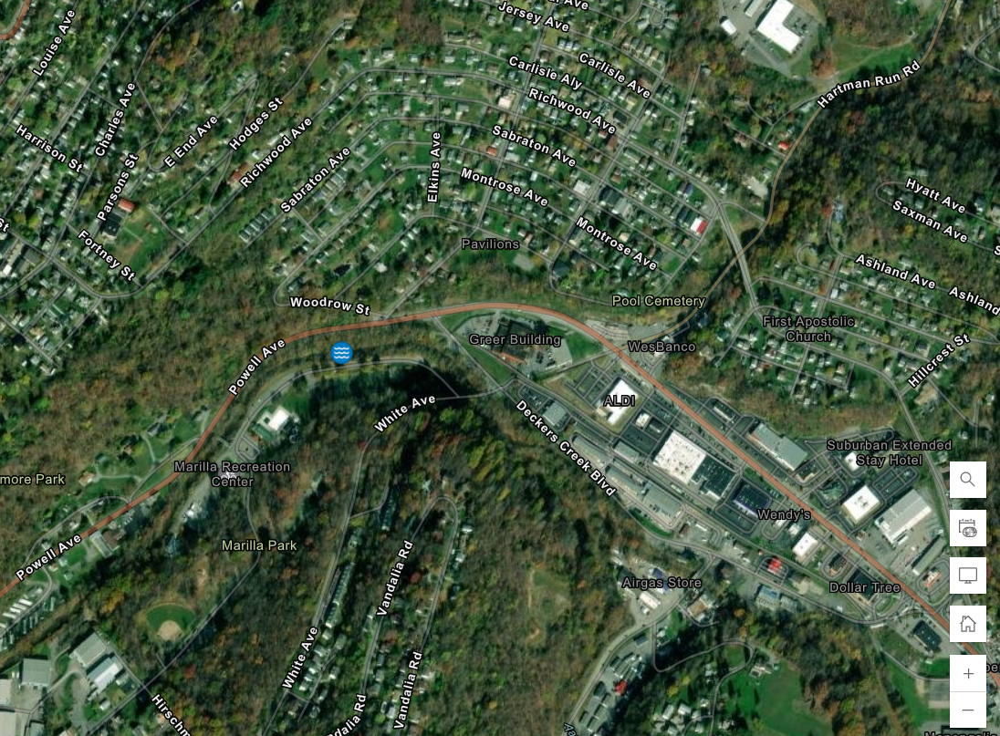 Ave
Jersey Ave
Louise Ave
Carlisle Aly
Carlisle Ave
Hartman Run Rd
Richwood Ave
Charles Ave
Hodges St
E End Ave
Harrison St
Richwood Ave
Sabraton Ave
Sabraton Ave
Elkins Ave
Parsons St
Montrose Ave
Hyatt Ave
Saxman Ave
St
Fortney St
Montrose Ave
Pavilions
Ashland Ave
Ashland
Woodrow St
Pool Cemetery
First Apostolic
Church
Greer Building
WesBanco
Powell Ave
Hillcrest St
White Ave
ALDI
Deckers Creek Blvd
Suburban Extended
Stay Hotel
Marilla Recreation
Center
more Park
Wendy's
Powell Ave
Marilla Park
Vandalia Rd
Airgas Store
Dollar Tree
White Ave
Vandalia Rd
dalia Rd
Hirschm